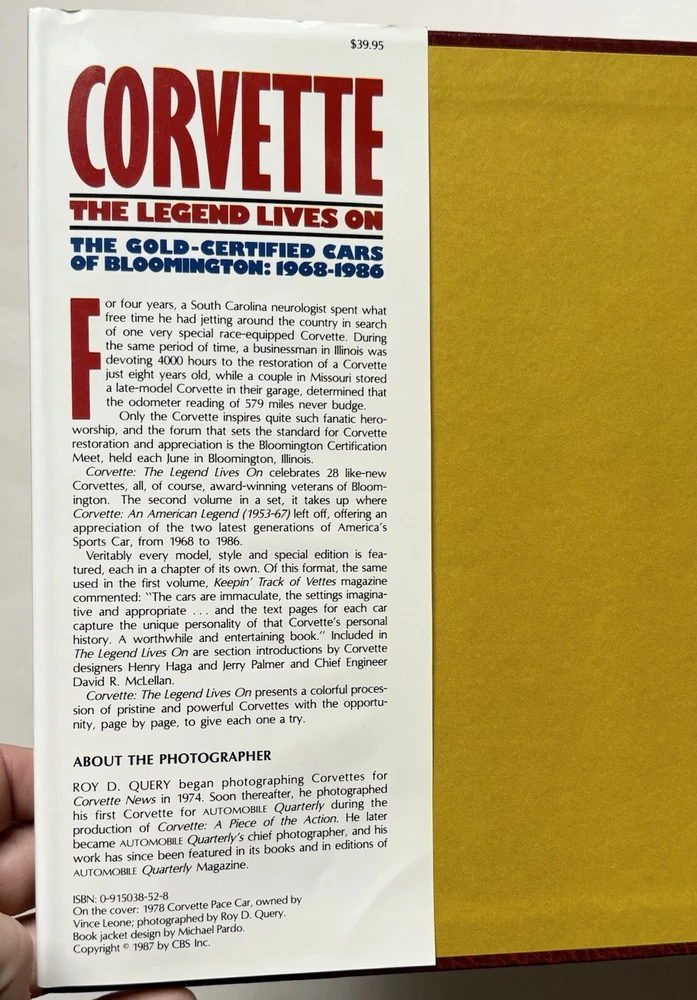 $39.95
CORVETTE
THE LEGEND LIVES ON
THE GOLD-CERTIFIED CARS
OF BLOOMINGTON: 1968-1986
For four years, a South Carolina neurologist spent what
free time he had jetting around the country in search
of one very special race-equipped Corvette. During
the same period of time, a businessman in Illinois was
devoting 4000 hours to the restoration of a Corvette
just eight years old, while a couple in Missouri stored
a late-model Corvette in their garage, determined that
the odometer reading of 579 miles never budge.
Only the Corvette inspires quite such fanatic hero-
worship, and the forum that sets the standard for Corvette
restoration and appreciation is the Bloomington Certification
Meet, held each June in Bloomington, Illinois.
Corvette: The Legend Lives On celebrates 28 like-new
Corvettes, all, of course, award-winning veterans of Bloom-
ington. The second volume in a set, it takes up where
Corvette: An American Legend (1953-67) left off, offering an
appreciation of the two latest generations of America's
Sports Car, from 1968 to 1986.
Veritably every model, style and special edition is fea-
tured, each in a chapter of its own. Of this format, the same
used in the first volume, Keepin' Track of Vettes magazine
commented: "The cars are immaculate, the settings imagina-
tive and appropriate ... and the text pages for each car
capture the unique personality of that Corvette's personal
history. A worthwhile and entertaining book." Included in
The Legend Lives On are section introductions by Corvette
designers Henry Haga and Jerry Palmer and Chief Engineer
David R. McLellan.
Corvette: The Legend Lives On presents a colorful proces-
sion of pristine and powerful Corvettes with the opportu-
nity, page by page, to give each one a try.
ABOUT THE PHOTOGRAPHER
ROY D. QUERY began photographing Corvettes for
Corvette News in 1974. Soon thereafter, he photographed
his first Corvette for AUTOMOBILE Quarterly during the
production of Corvette: A Piece of the Action. He later
became AUTOMOBILE Quarterly's chief photographer, and his
work has since been featured in its books and in editions of
AUTOMOBILE Quarterly Magazine.
ISBN: 0-915038-52-8
On the cover: 1978 Corvette Pace Car, owned by
Vince Leone; photographed by Roy D. Query.
Book jacket design by Michael Pardo.
Copyright © 1987 by CBS Inc.